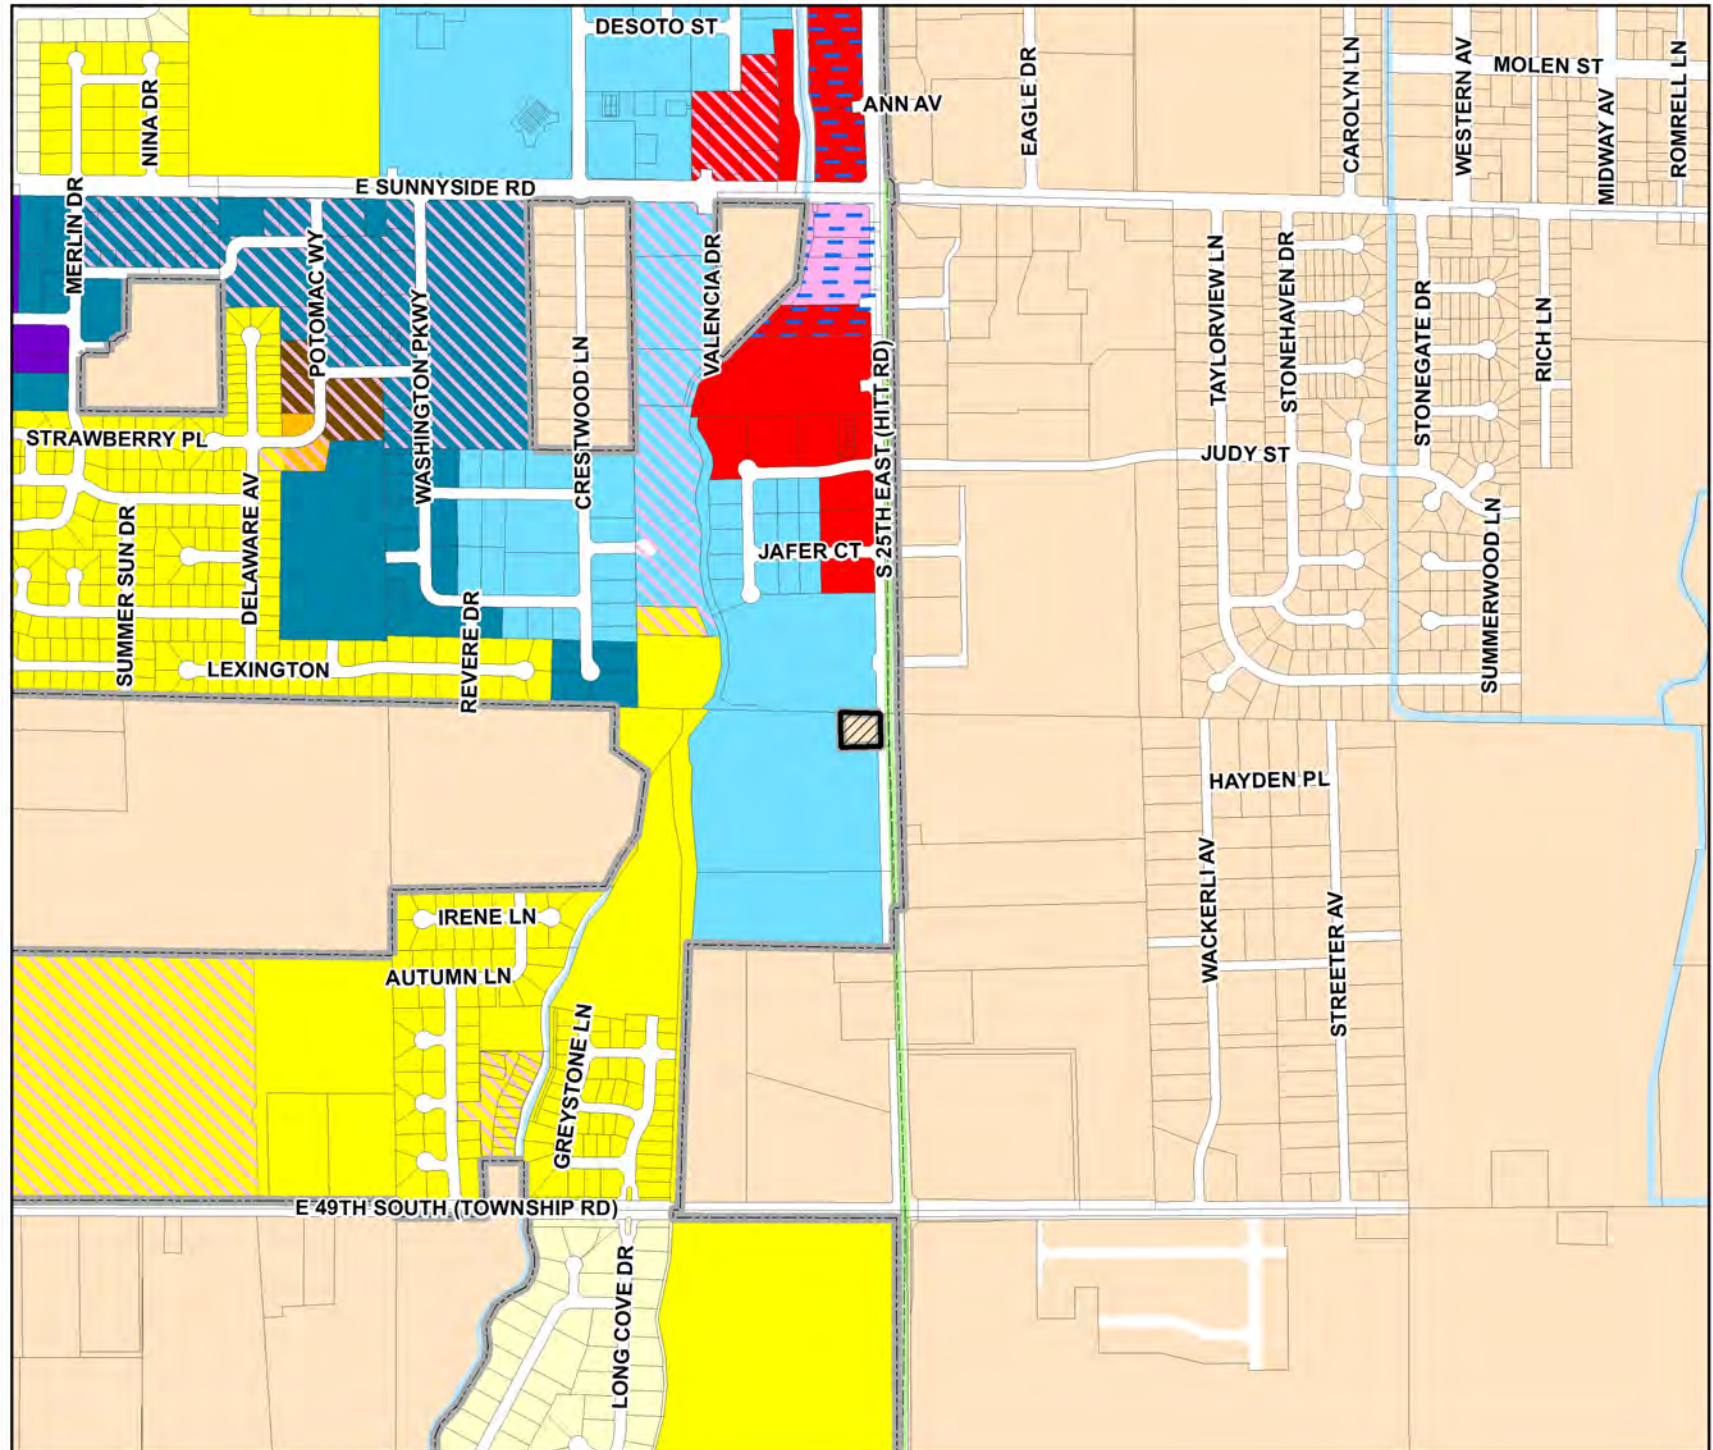 DESOTO ST
MOLEN ST
ANN AV
EAGLE DR
CAROLYN LN
WESTERN AV
MIDWAY AV
ROMRELL LN
NINA DR
E SUNNYSIDE RD
MERLIN DR
POTOMAC WY
WASHINGTON PKWY
CRESTWOOD LN
VALENCIA DR
S 25TH EAST (HITT RD)
TAYLORVIEW LN
STONEHAVEN DR
STONEGATE DR
RICH LN
STRAWBERRY PL
JUDY ST
SUMMER SUN DR
DELAWARE AV
JAFER CT
SUMMERWOOD LN
REVERE DR
LEXINGTON
HAYDEN PL
WACKERLI AV
STREETER AV
IRENE LN
AUTUMN LN
GREYSTONE LN
E 49TH SOUTH (TOWNSHIP RD)
LONG COVE DR